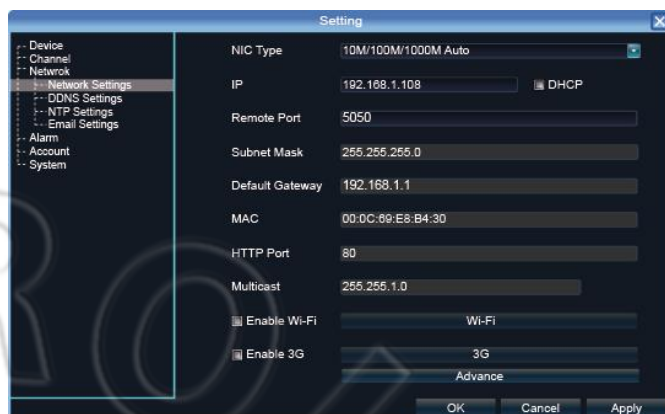 Setting
Device
Channel
Netwrok
Network Settings
DDNS Settings
NTP Settings
Email Settings
Alarm
Account
System
NIC Type 10M/100M/1000M Auto
IP 192.168.1.108 DHCP
Remote Port 5050
Subnet Mask 255.255.255.0
Default Gateway 192.168.1.1
MAC 00:0C:69:E8:B4:30
HTTP Port 80
Multicast 255.255.1.0
Enable Wi-Fi Wi-Fi
Enable 3G 3G
Advance
OK Cancel Apply